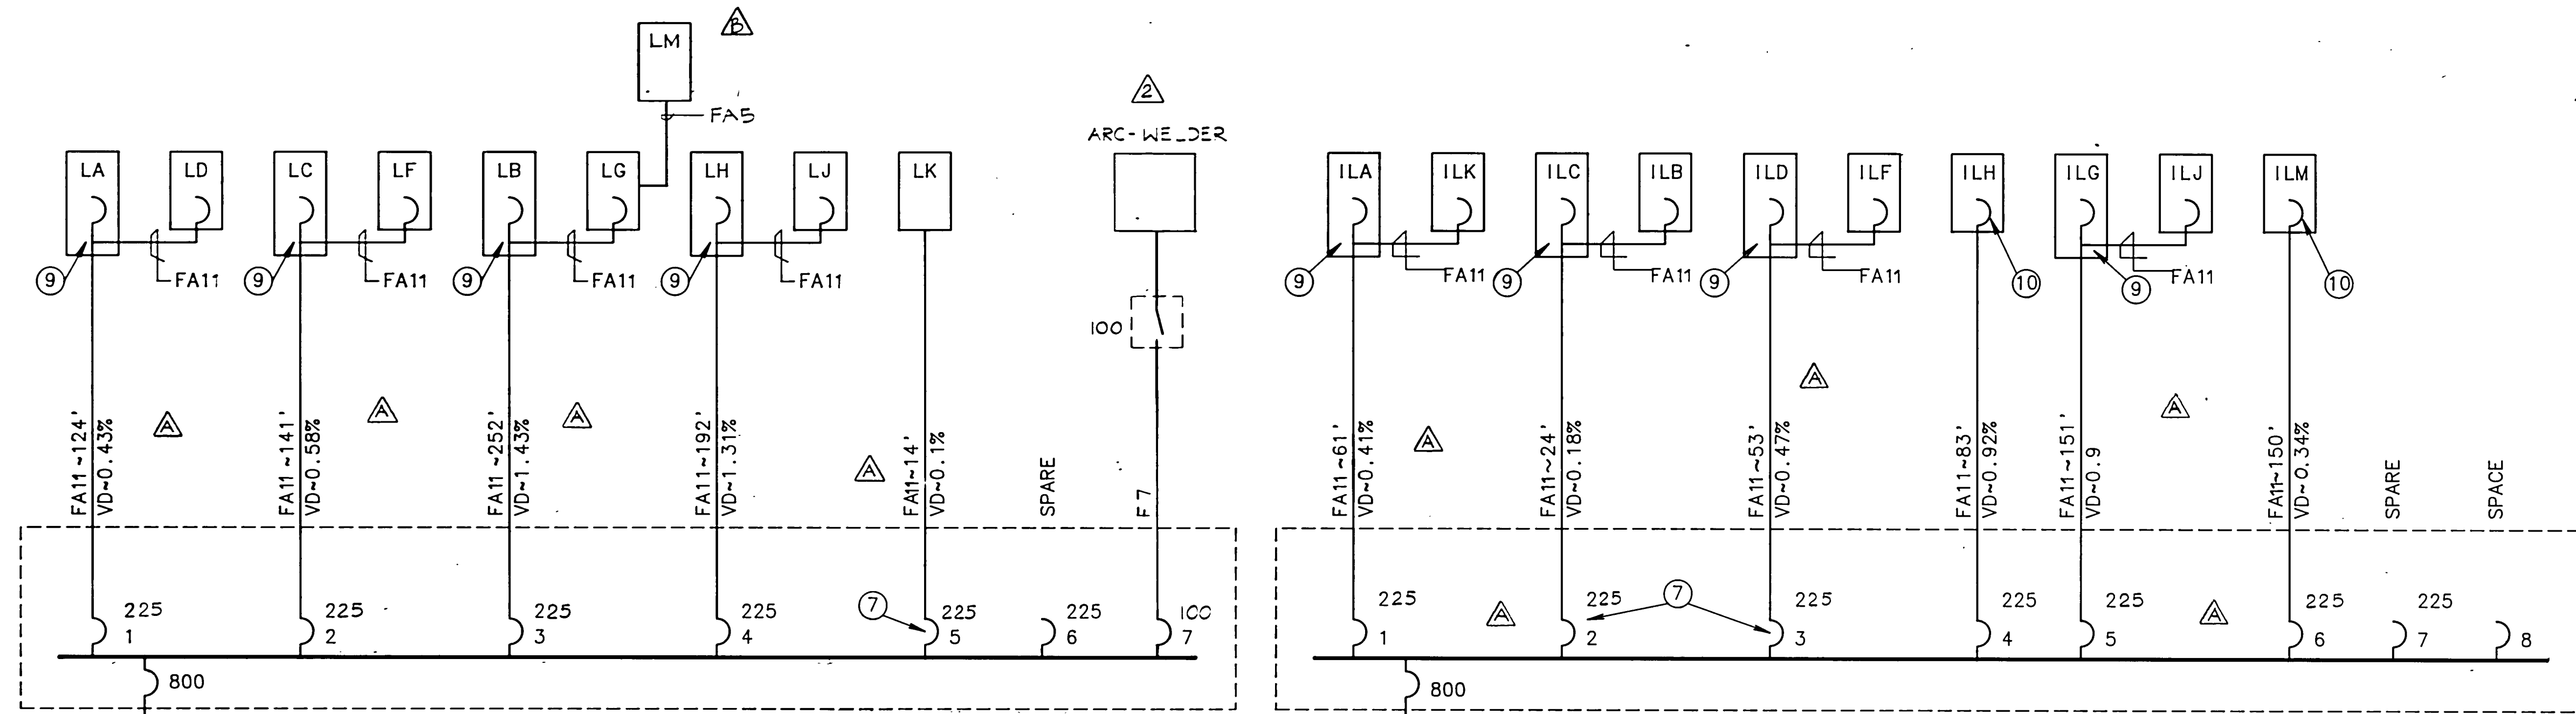 LM
B
FA5
2
ARC-WELDER
LA
LD
LC
LF
LB
LG
LH
LJ
LK
ILA
ILK
ILC
ILB
ILD
ILF
ILH
ILG
ILJ
ILM
9
FA11
9
FA11
9
FA11
9
FA11
9
FA11
9
FA11
9
FA11
10
9
FA11
10
100
A
A
A
A
A
A
A
FA11~124'
VD~0.43%
FA11~141'
VD~0.58%
FA11~252'
VD~1.43%
FA11~192'
VD~1.31%
FA11~14'
VD~0.1%
SPARE
F7
FA11~61'
VD~0.41%
FA11~24'
VD~0.18%
FA11~53'
VD~0.47%
FA11~83'
VD~0.92%
FA11~151'
VD~0.9
FA11~150'
VD~0.34%
SPARE
SPACE
225
1
225
2
225
3
225
4
7
225
5
225
6
100
7
225
1
A
225
2
7
225
3
225
4
225
5
A
225
6
225
7
8
800
800